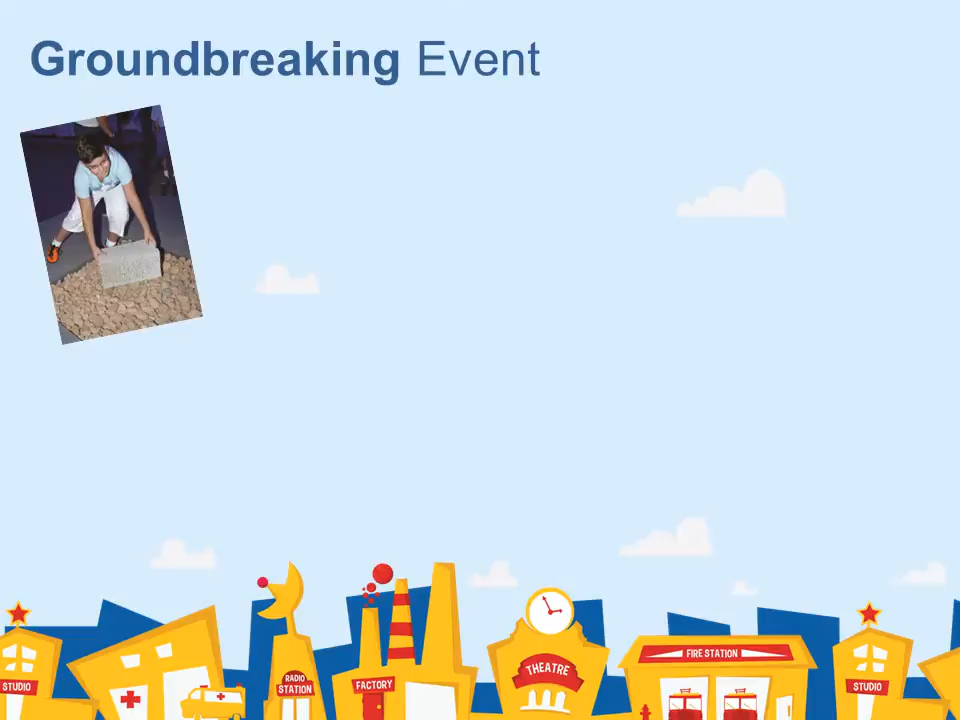 Groundbreaking Event
STUDIO
RADIO
STATION
FACTORY
THEATRE
FIRE STATION
STUDIO